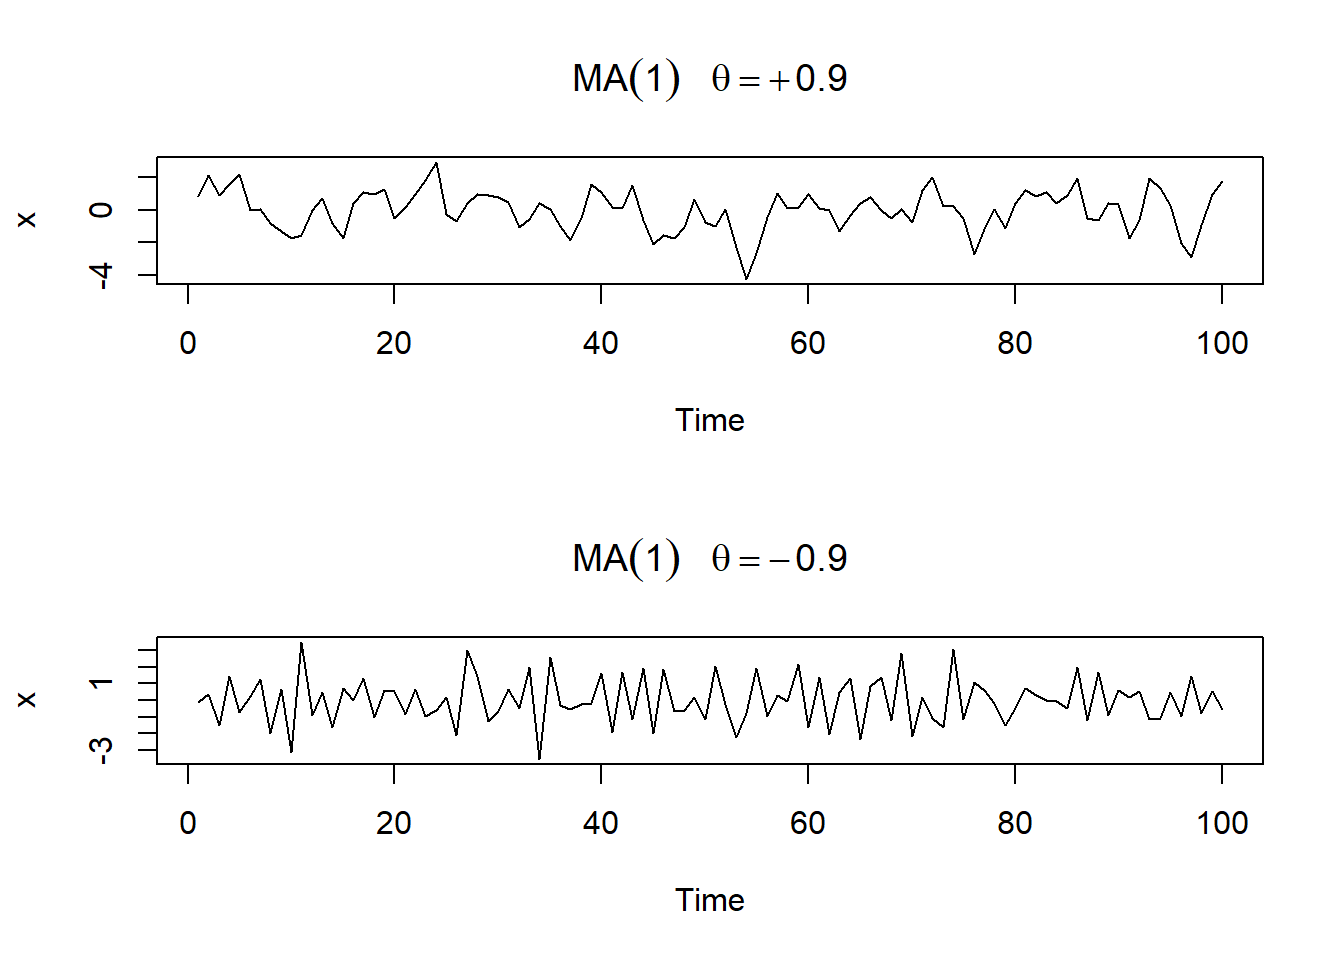 MA(1) θ = +0.9
x
0
-4
0 20 40 60 80 100
Time
MA(1) θ = −0.9
x
1
-3
0 20 40 60 80 100
Time